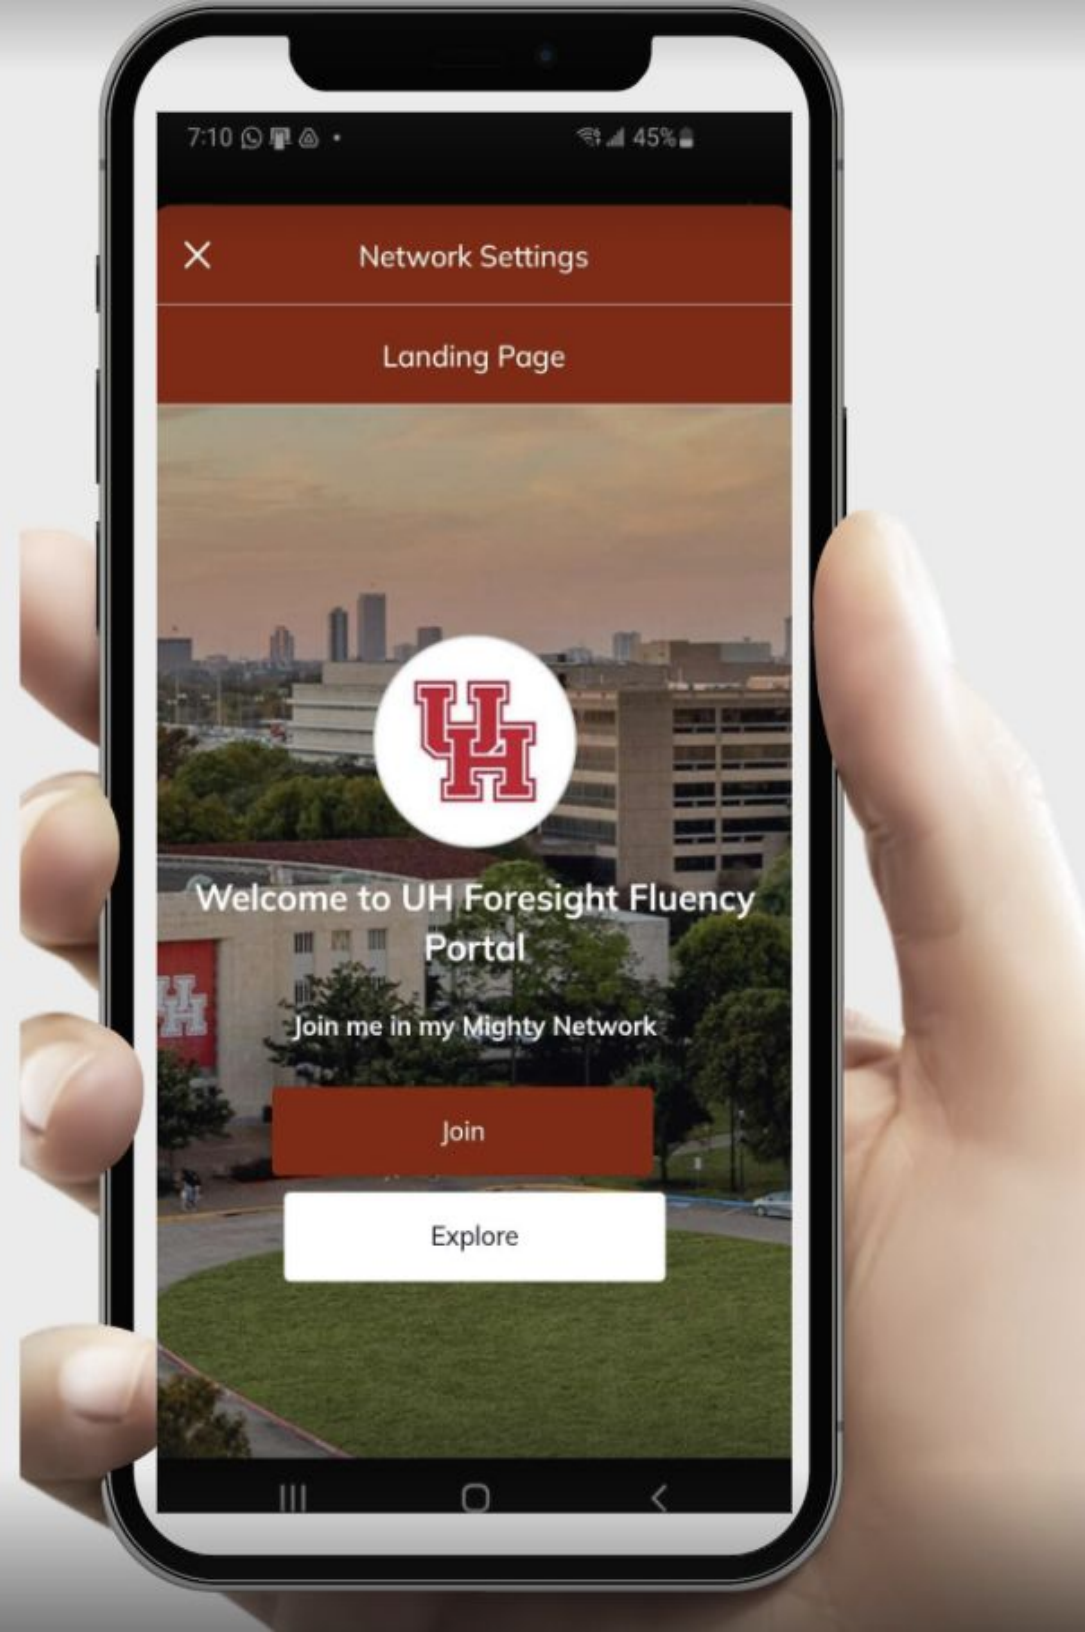 7:10
45%
Network Settings
Landing Page
UH
Welcome to UH Foresight Fluency
Portal
UH
Join me in my Mighty Network
Join
Explore